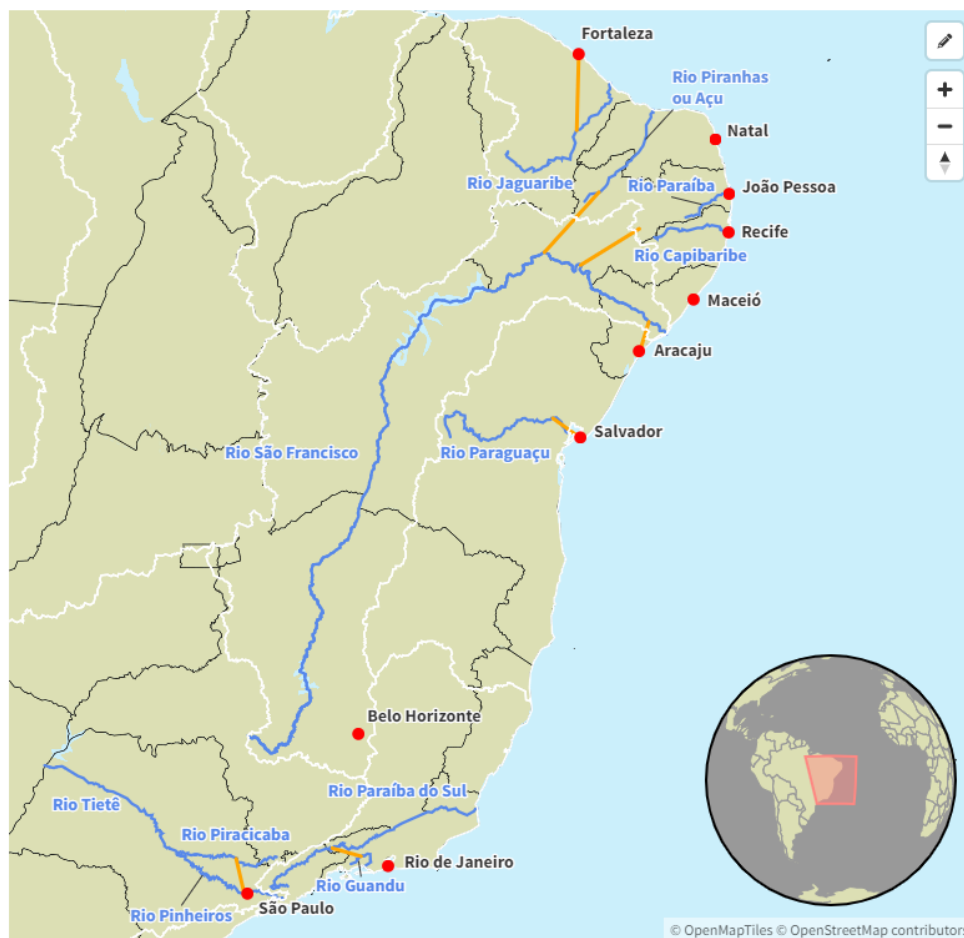 Fortaleza
Rio Piranhas
ou Açu
Natal
Rio Jaguaribe
Rio Paraíba
João Pessoa
Recife
Rio Capibaribe
Maceió
Aracaju
Salvador
Rio São Francisco
Rio Paraguaçu
Belo Horizonte
Rio Paraíba do Sul
Rio Tietê
Rio Piracicaba
Rio de Janeiro
Rio Guandu
São Paulo
Rio Pinheiros
© OpenMapTiles © OpenStreetMap contributors